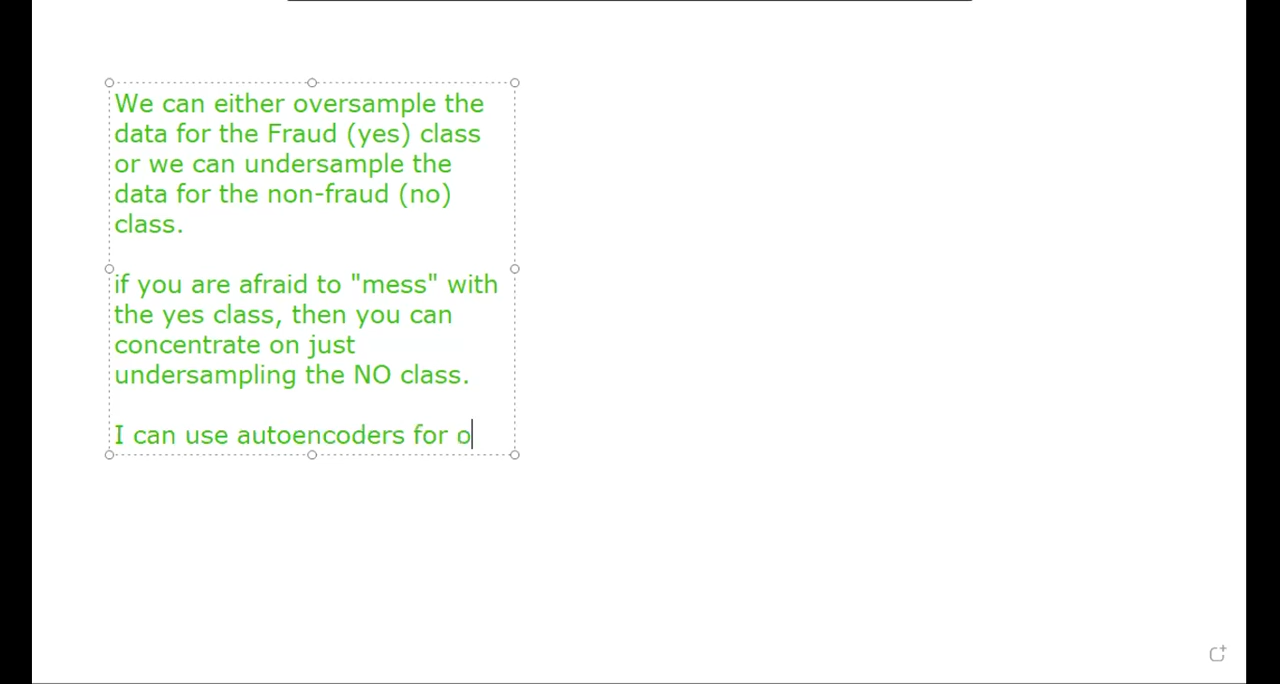 We can either oversample the
data for the Fraud (yes) class
or we can undersample the
data for the non-fraud (no)
class.
if you are afraid to "mess" with
the yes class, then you can
concentrate on just
undersampling the NO class.
I can use autoencoders for o